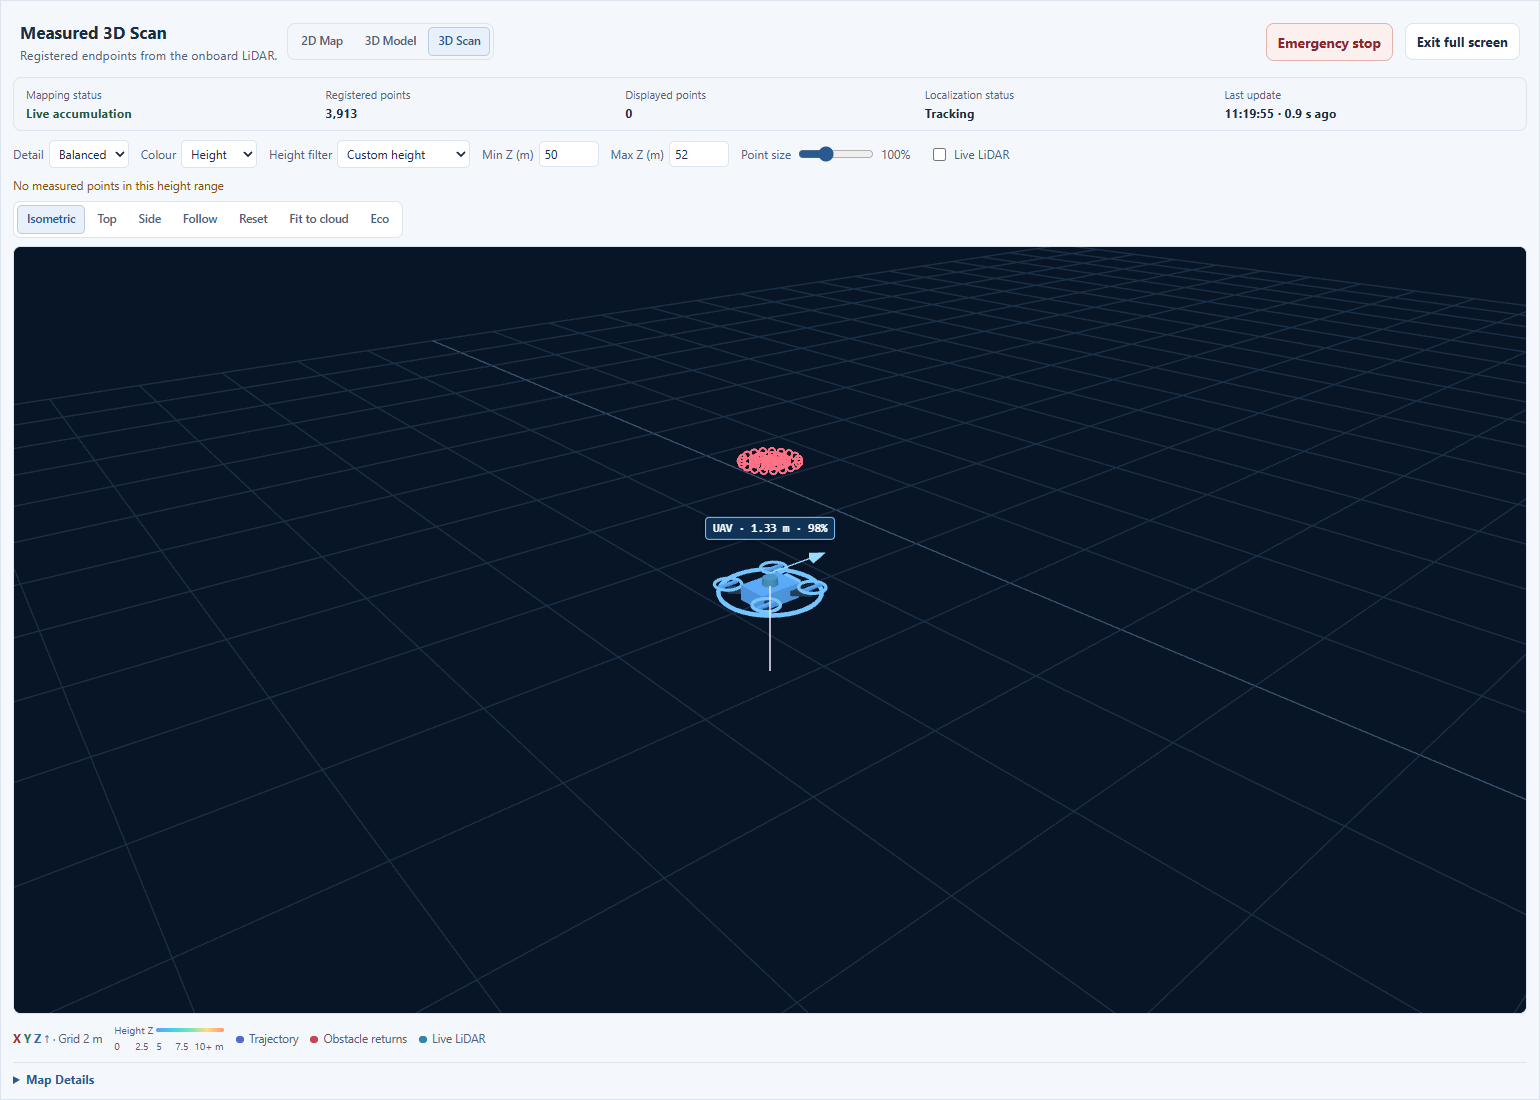 Measured 3D Scan
Registered endpoints from the onboard LiDAR.
2D Map 3D Model 3D Scan
Emergency stop Exit full screen
Mapping status Registered points Displayed points Localization status Last update
Live accumulation 3,913 0 Tracking 11:19:55 · 0.9 s ago
Detail Balanced Colour Height Height filter Custom height Min Z (m) 50 Max Z (m) 52 Point size 100% Live LiDAR
No measured points in this height range
Isometric Top Side Follow Reset Fit to cloud Eco
UAV · 1.33 m · 98%
X Y Z ↑ · Grid 2 m
Height Z
0 2.5 5 7.5 10+ m
Trajectory Obstacle returns Live LiDAR
Map Details